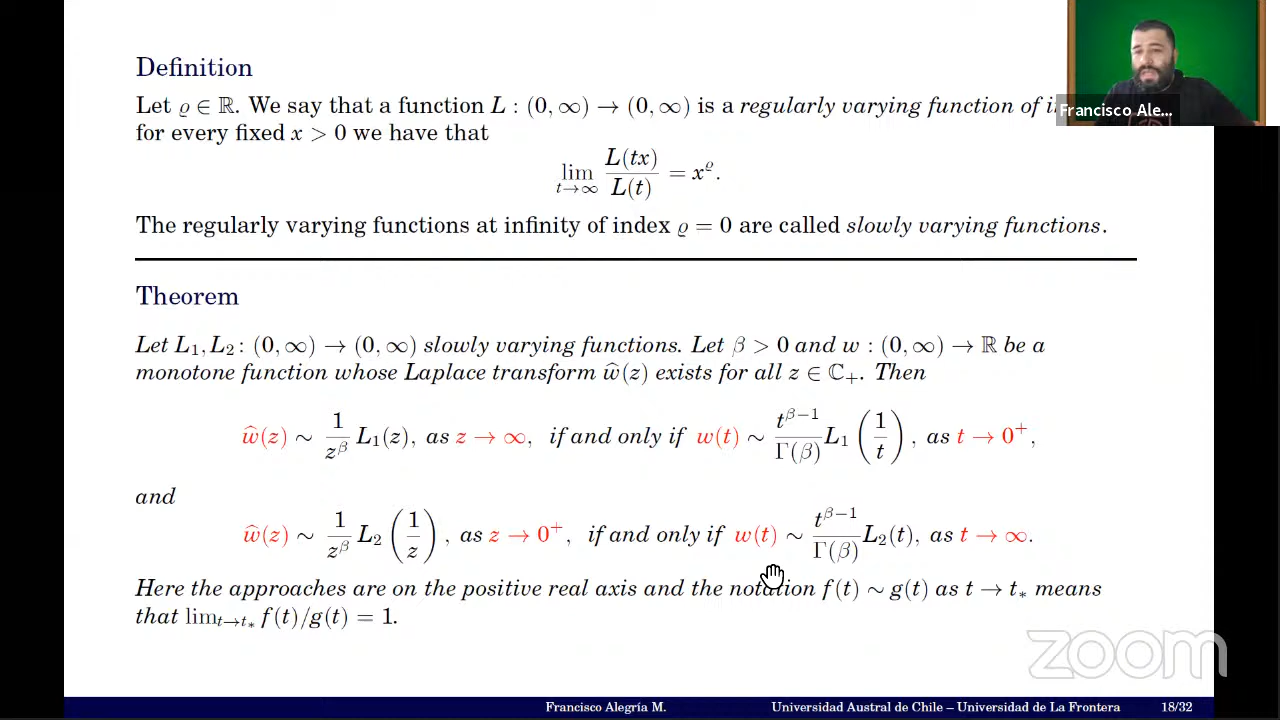 Definition
Let ϱ ∈ ℝ. We say that a function L : (0, ∞) → (0, ∞) is a regularly varying function of
for every fixed x > 0 we have that
lim_{t→∞} L(tx)/L(t) = x^ϱ.
The regularly varying functions at infinity of index ϱ = 0 are called slowly varying functions.
Theorem
Let L₁, L₂ : (0, ∞) → (0, ∞) slowly varying functions. Let β > 0 and w : (0, ∞) → ℝ be a
monotone function whose Laplace transform ŵ(z) exists for all z ∈ ℂ₊. Then
ŵ(z) ∼ 1/z^β L₁(z), as z → ∞, if and only if w(t) ∼ t^{β−1}/Γ(β) L₁(1/t), as t → 0⁺,
and
ŵ(z) ∼ 1/z^β L₂(1/z), as z → 0⁺, if and only if w(t) ∼ t^{β−1}/Γ(β) L₂(t), as t → ∞.
Here the approaches are on the positive real axis and the notation f(t) ∼ g(t) as t → t_* means
that lim_{t→t_*} f(t)/g(t) = 1.
Francisco Ale...
zoom
Francisco Alegría M. Universidad Austral de Chile – Universidad de La Frontera 18/32